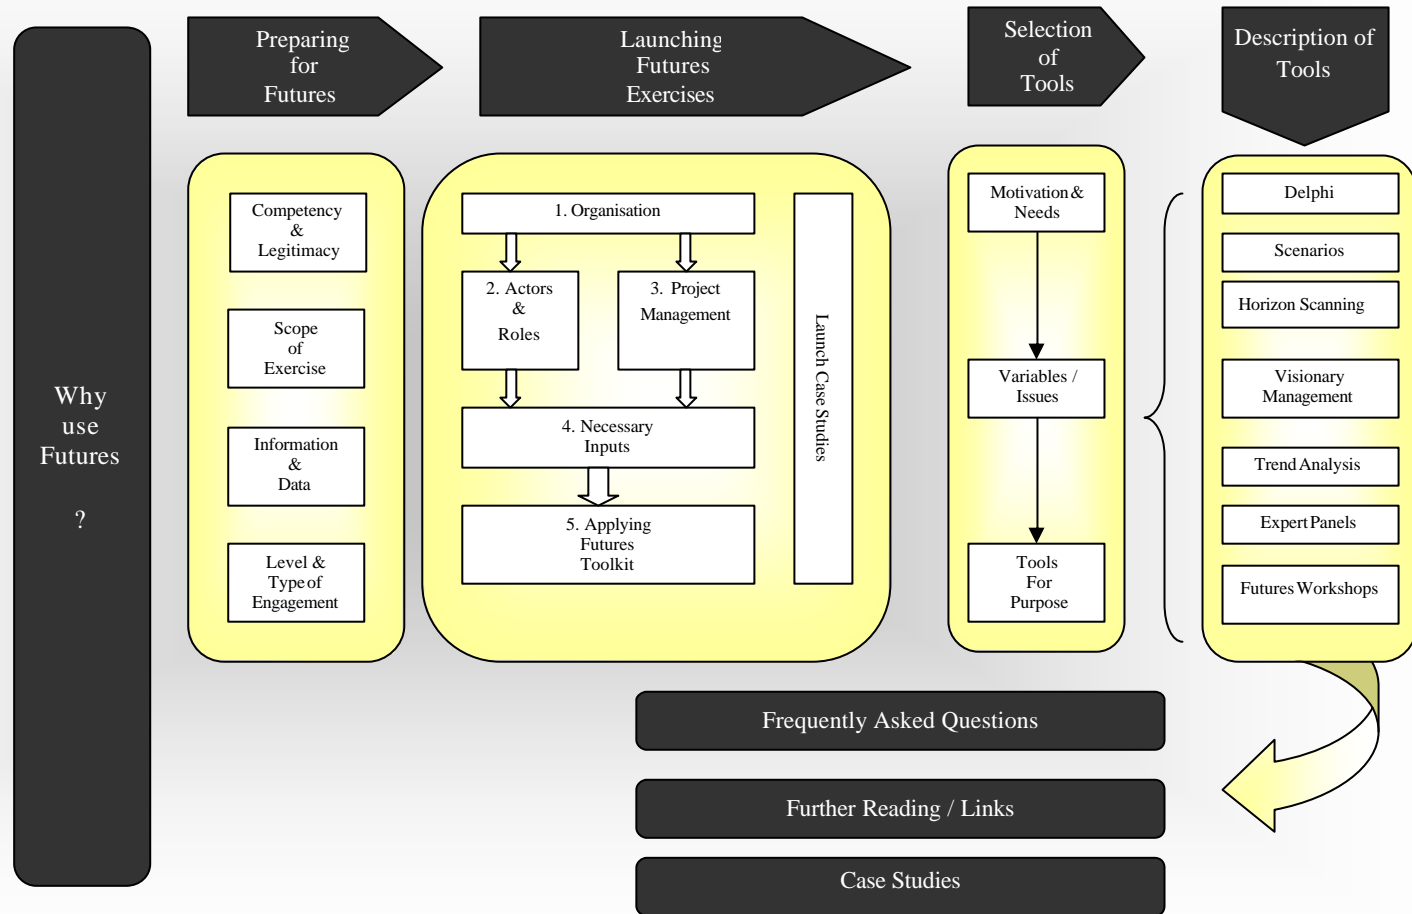 Why
use
Futures
?
Preparing
for
Futures
Competency
&
Legitimacy
Scope
of
Exercise
Information
&
Data
Level &
Type of
Engagement
Launching
Futures
Exercises
1. Organisation
2. Actors
&
Roles
3. Project
Management
4. Necessary
Inputs
5. Applying
Futures
Toolkit
Launch Case Studies
Selection
of
Tools
Motivation &
Needs
Variables /
Issues
Tools
For
Purpose
Description of
Tools
Delphi
Scenarios
Horizon Scanning
Visionary
Management
Trend Analysis
Expert Panels
Futures Workshops
Frequently Asked Questions
Further Reading / Links
Case Studies